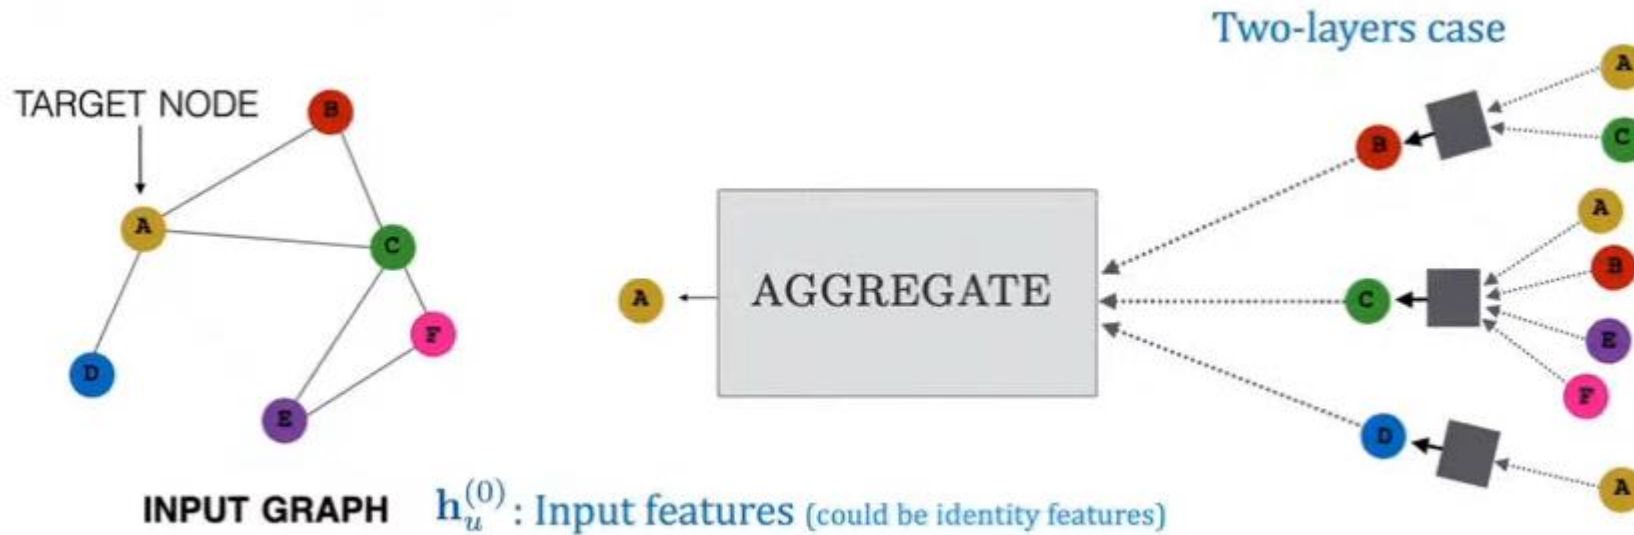 Two-layers case
TARGET NODE
A
B
C
D
E
F
A
AGGREGATE
B
A
C
C
A
B
E
F
D
A
INPUT GRAPH
h_u^{(0)}: Input features (could be identity features)